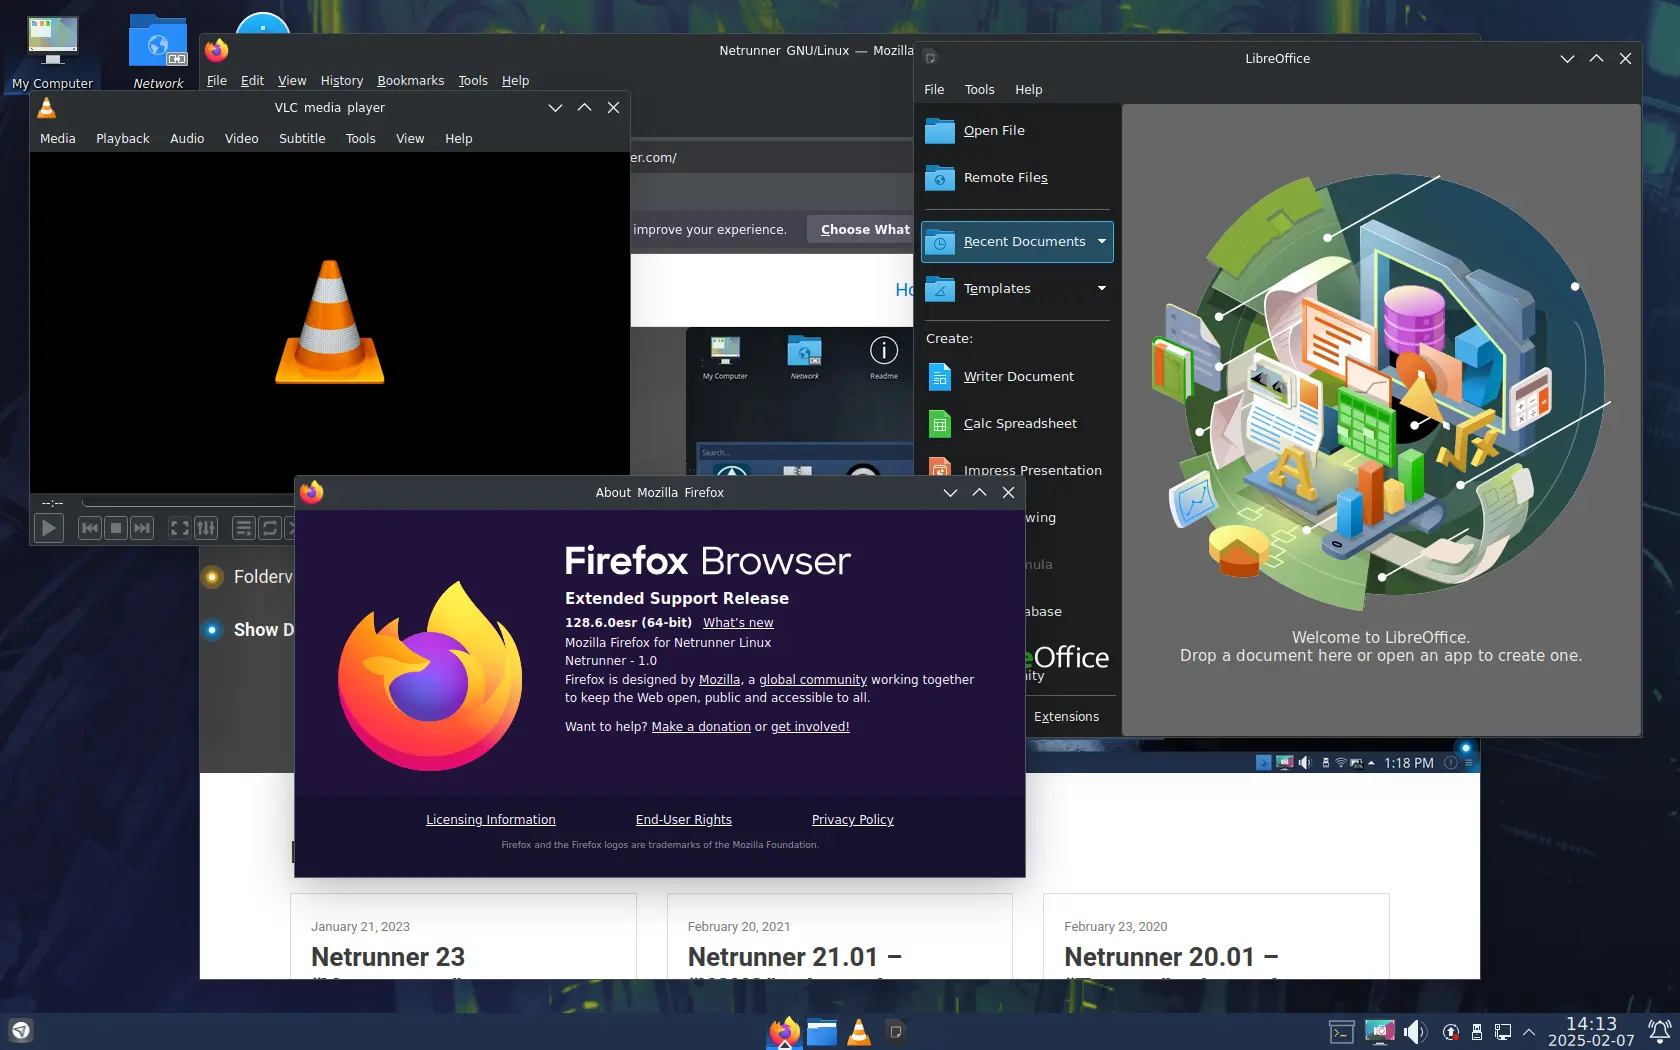 My Computer
Network
Netrunner GNU/Linux — Mozilla
File Edit View History Bookmarks Tools Help
VLC media player
Media Playback Audio Video Subtitle Tools View Help
--:--
er.com/
improve your experience.
Choose What
Ho
My Computer
Network
Readme
Search...
Folderv
Show D
1:18 PM
LibreOffice
File Tools Help
Open File
Remote Files
Recent Documents
Templates
Create:
Writer Document
Calc Spreadsheet
Impress Presentation
wing
mula
abase
eOffice
ity
Extensions
Welcome to LibreOffice.
Drop a document here or open an app to create one.
About Mozilla Firefox
Firefox Browser
Extended Support Release
128.6.0esr (64-bit) What's new
Mozilla Firefox for Netrunner Linux
Netrunner - 1.0
Firefox is designed by Mozilla, a global community working together
to keep the Web open, public and accessible to all.
Want to help? Make a donation or get involved!
Licensing Information End-User Rights Privacy Policy
Firefox and the Firefox logos are trademarks of the Mozilla Foundation.
January 21, 2023
Netrunner 23
February 20, 2021
Netrunner 21.01 –
February 23, 2020
Netrunner 20.01 –
14:13
2025-02-07